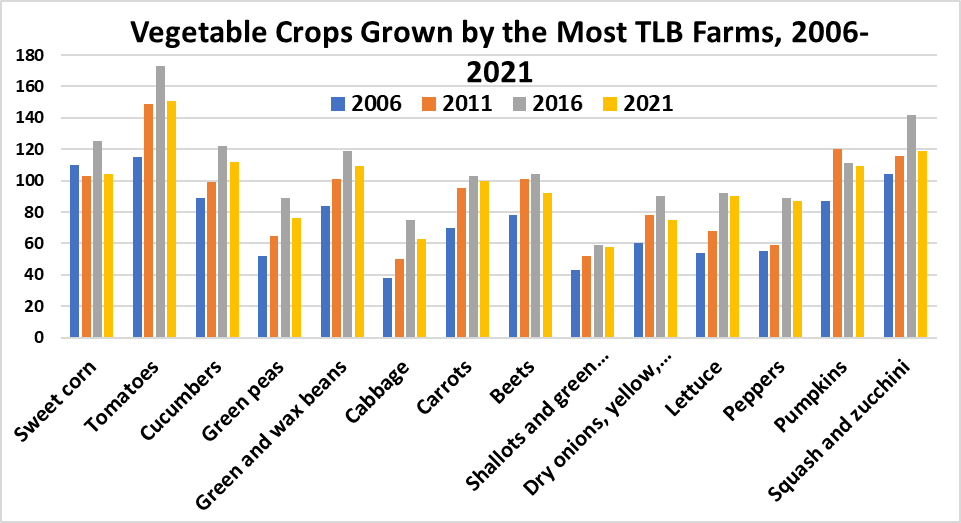 Vegetable Crops Grown by the Most TLB Farms, 2006-
2021
2006 2011 2016 2021
180
160
140
120
100
80
60
40
20
0
Sweet corn
Tomatoes
Cucumbers
Green peas
Green and wax beans
Cabbage
Carrots
Beets
Shallots and green...
Dry onions, yellow,...
Lettuce
Peppers
Pumpkins
Squash and zucchini